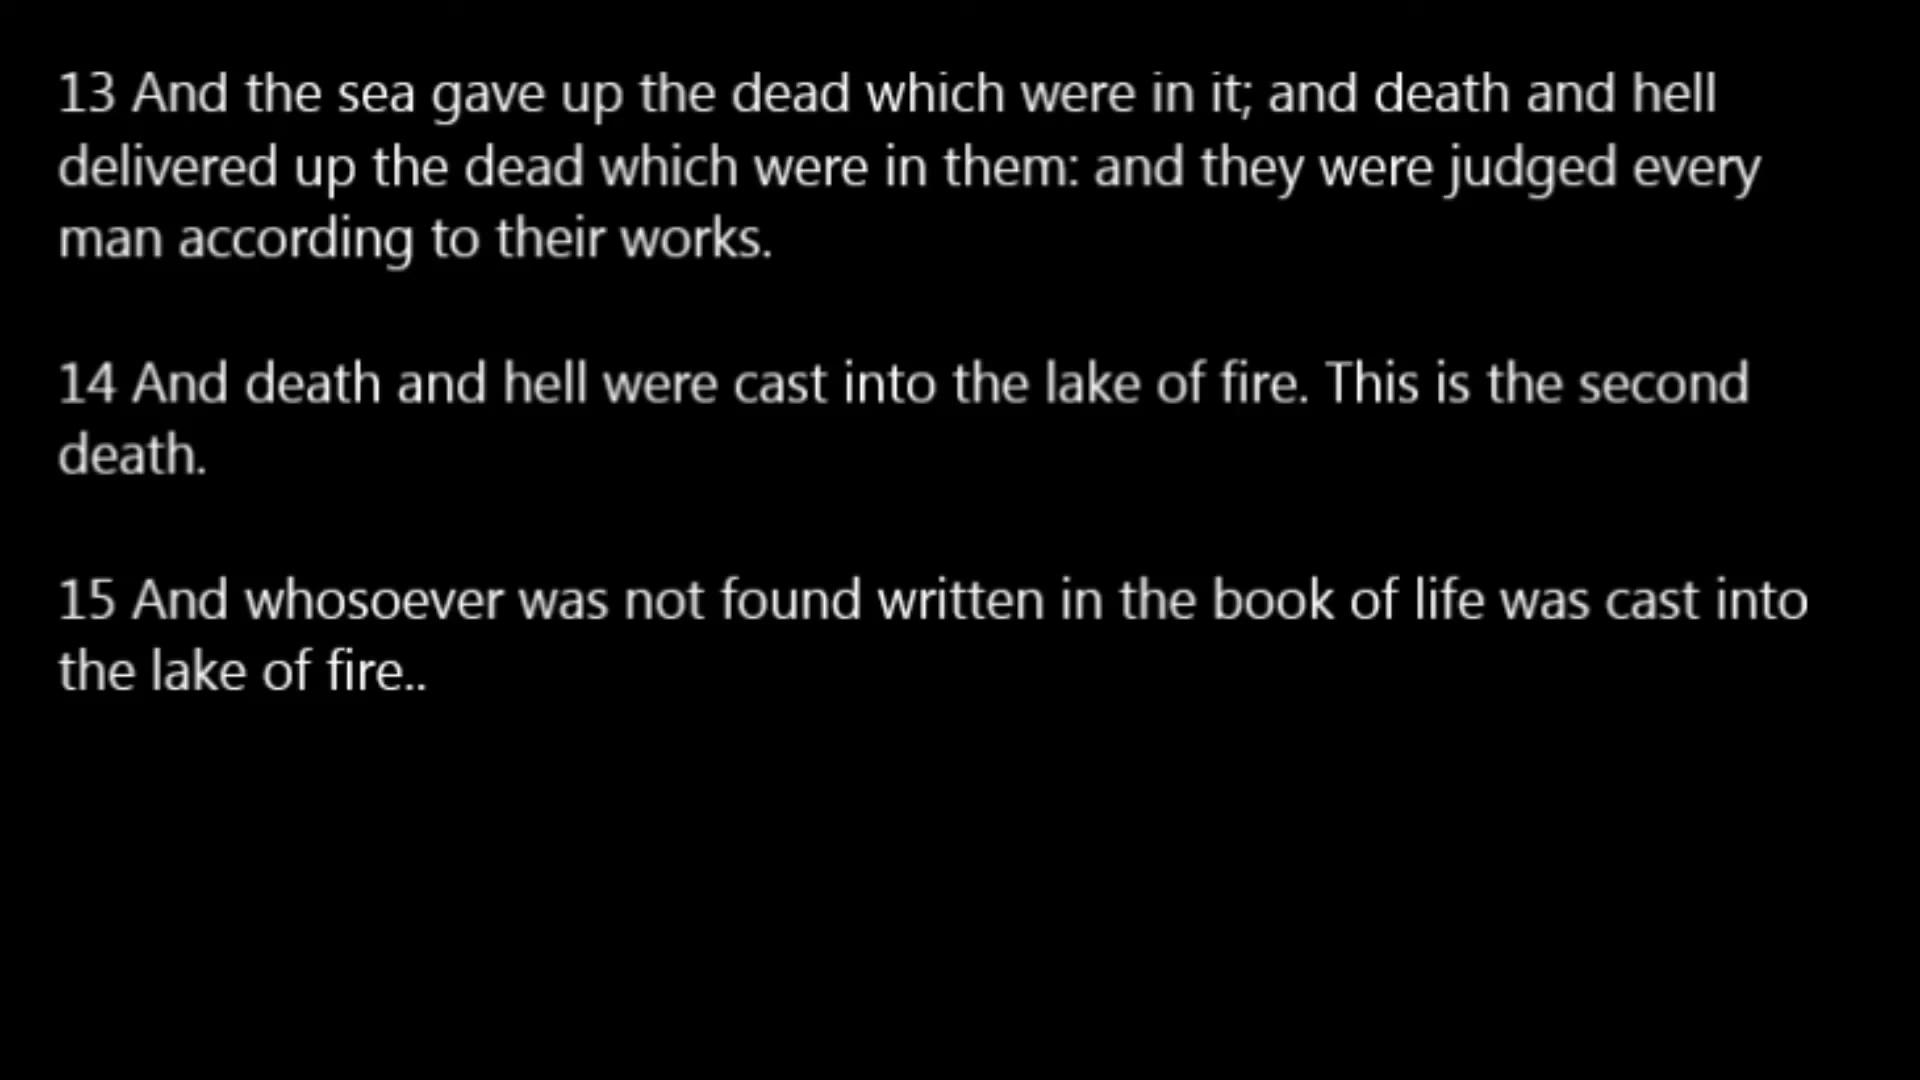 13 And the sea gave up the dead which were in it; and death and hell
delivered up the dead which were in them: and they were judged every
man according to their works.
14 And death and hell were cast into the lake of fire. This is the second
death.
15 And whosoever was not found written in the book of life was cast into
the lake of fire..